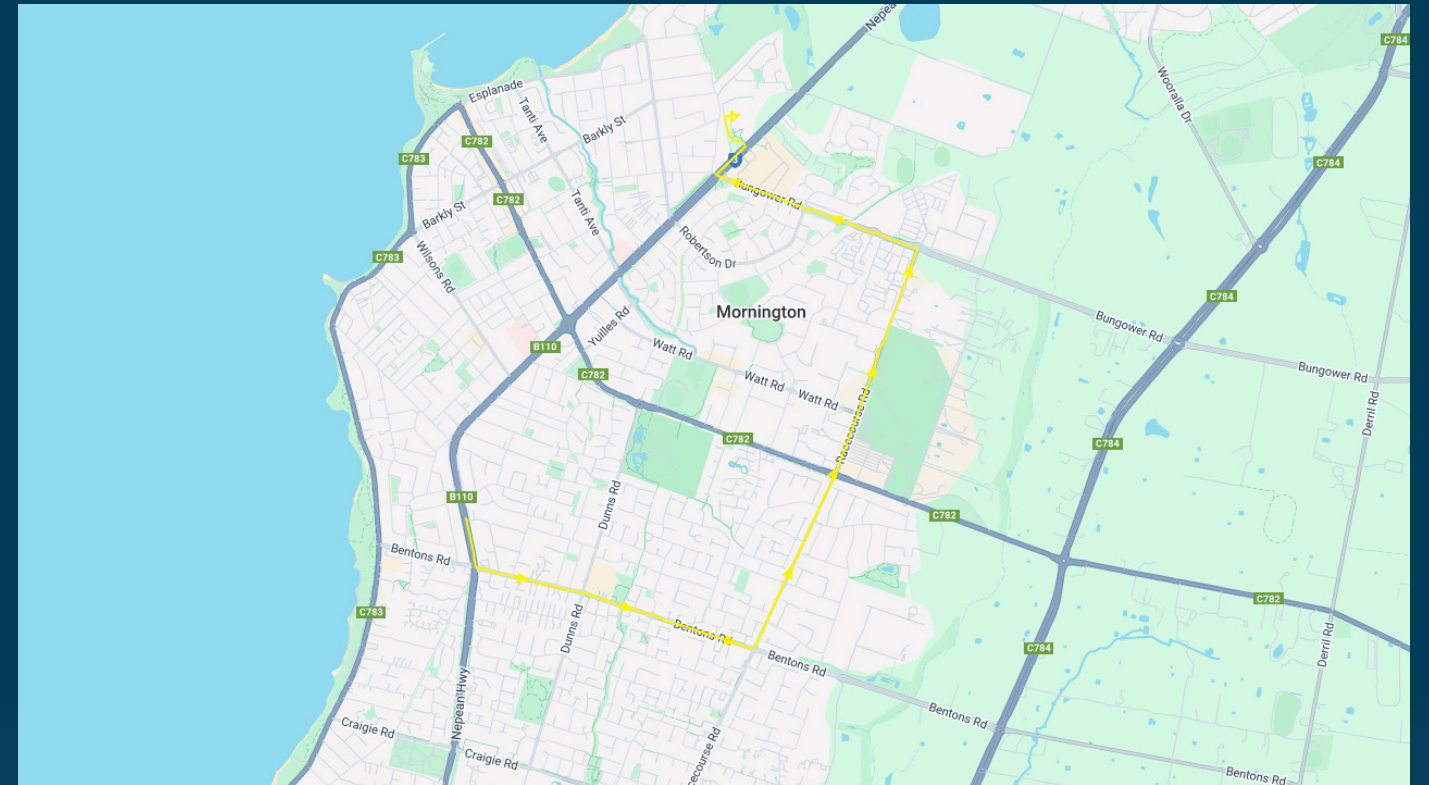 Nepea
C784
Esplanade
Tanti Ave
Wooralla Dr
Barkly St
C782
C783
C784
Bungower Rd
C782
Tanti Ave
Barkly St
Robertson Dr
Wilsons Rd
C783
C784
Mornington
Yuilles Rd
Bungower Rd
B110
Watt Rd
Bungower Rd
C782
Watt Rd
Watt Rd
Derril Rd
Racecourse Rd
C782
C784
B110
Dunns Rd
C782
Bentons Rd
C782
C783
Dunns Rd
Bentons Rd
Derril Rd
C784
Bentons Rd
Nepean Hwy
Bentons Rd
Craigie Rd
ecourse Rd
Craigie Rd
Bentons Rd